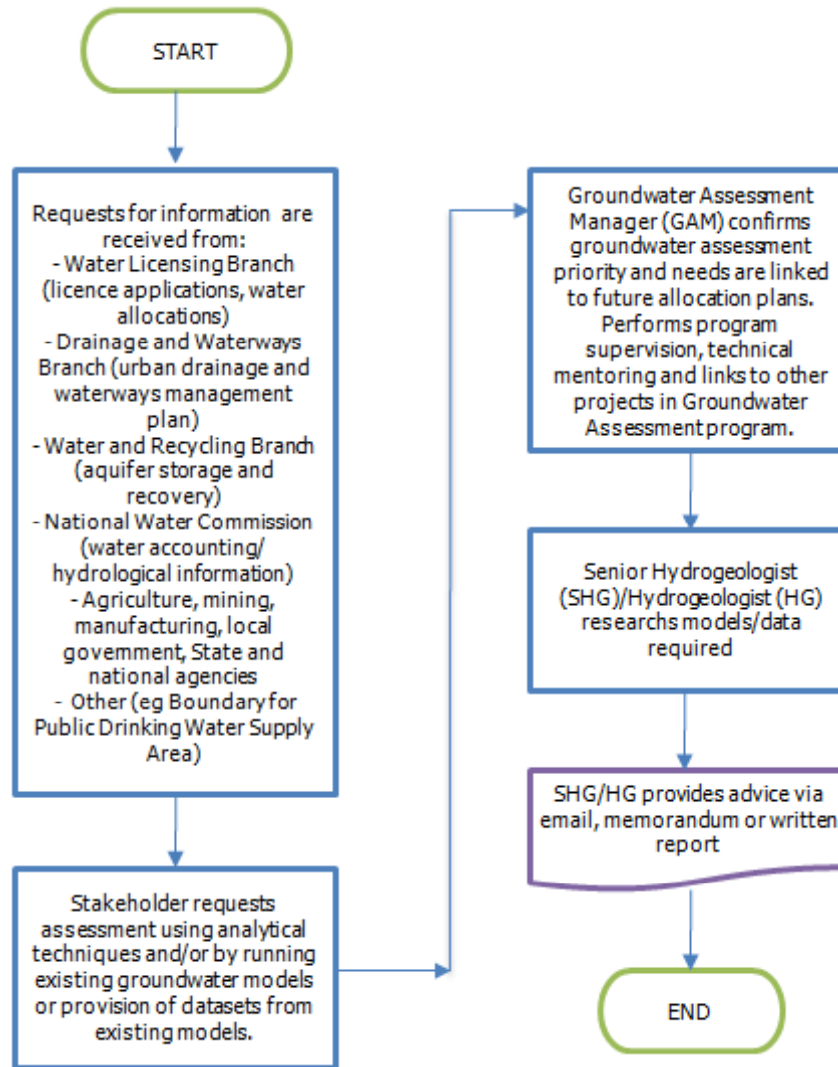 START
Requests for information are
received from:
- Water Licensing Branch
(licence applications, water
allocations)
- Drainage and Waterways
Branch (urban drainage and
waterways management
plan)
- Water and Recycling Branch
(aquifer storage and
recovery)
- National Water Commission
(water accounting/
hydrological information)
- Agriculture, mining,
manufacturing, local
government, State and
national agencies
- Other (eg Boundary for
Public Drinking Water Supply
Area)
Stakeholder requests
assessment using analytical
techniques and/or by running
existing groundwater models
or provision of datasets from
existing models.
Groundwater Assessment
Manager (GAM) confirms
groundwater assessment
priority and needs are linked
to future allocation plans.
Performs program
supervision, technical
mentoring and links to other
projects in Groundwater
Assessment program.
Senior Hydrogeologist
(SHG)/Hydrogeologist (HG)
researchs models/data
required
SHG/HG provides advice via
email, memorandum or written
report
END